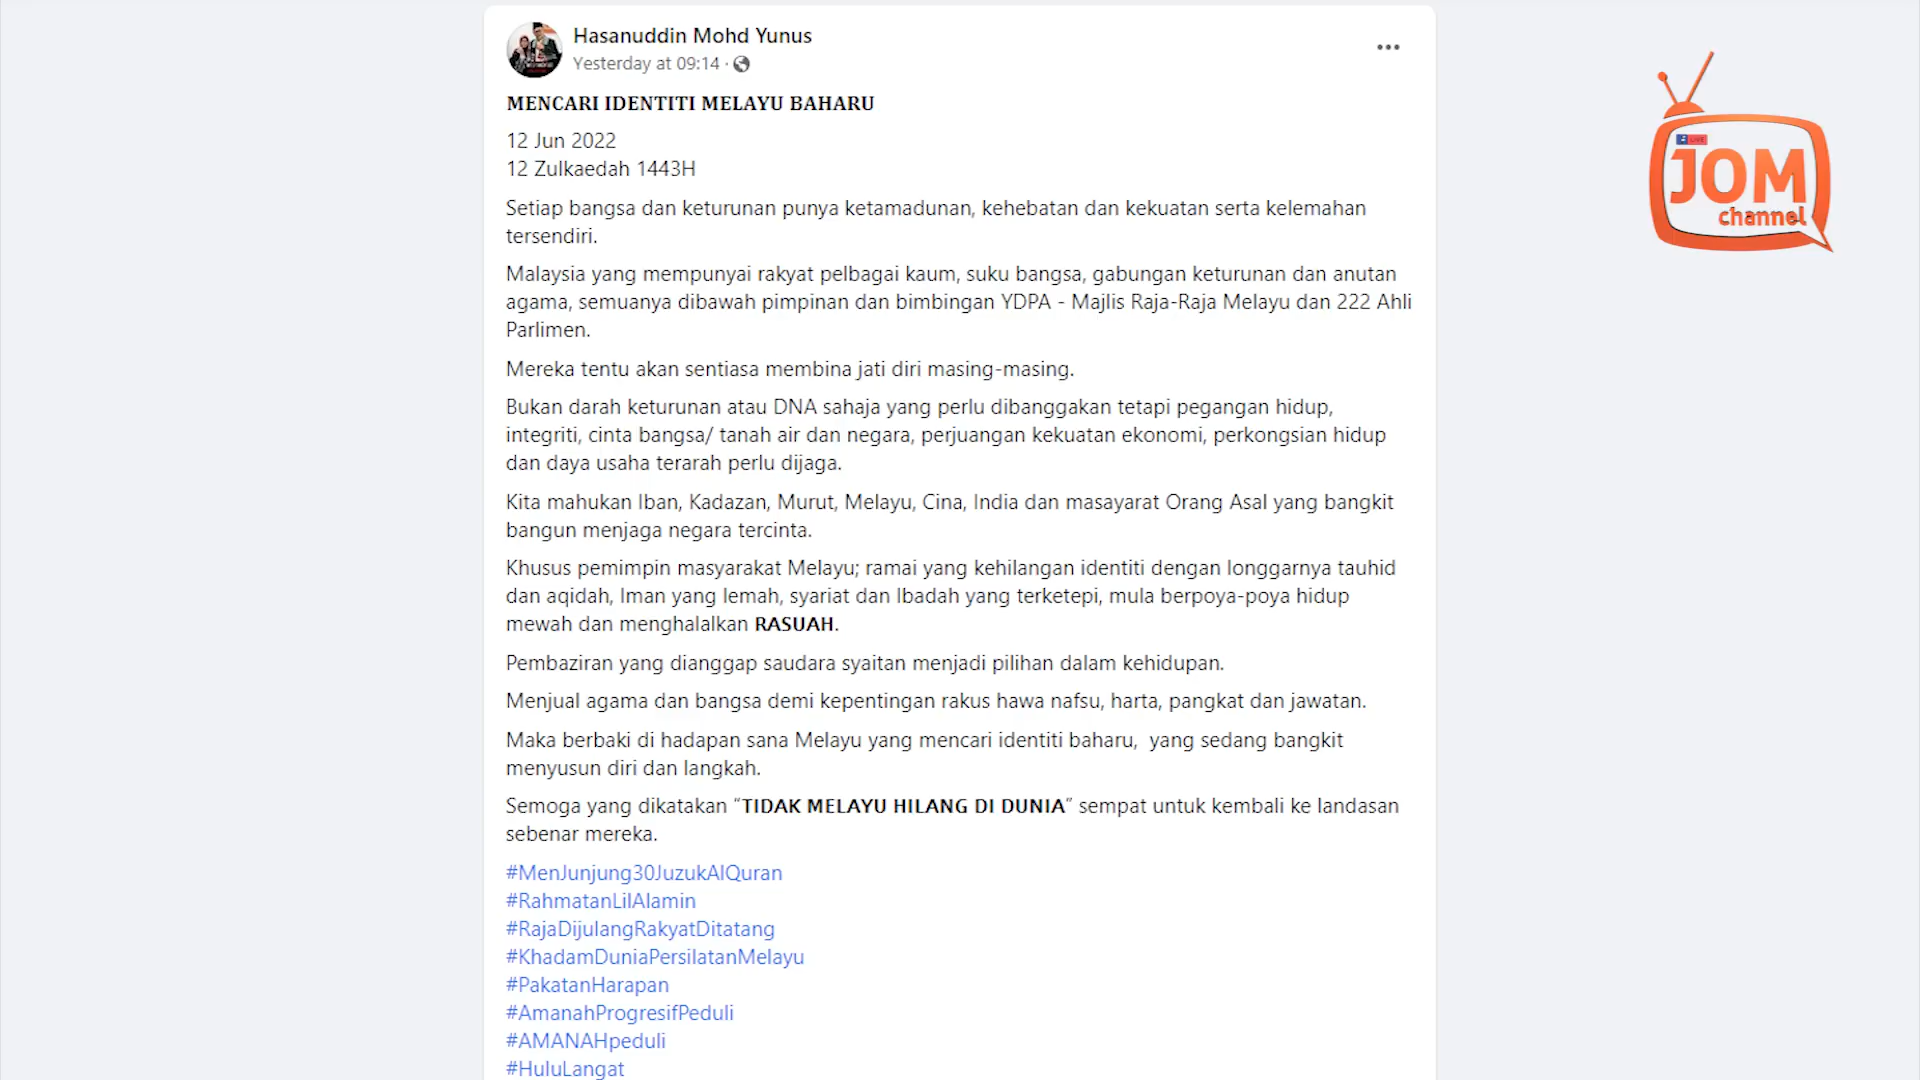 Hasanuddin Mohd Yunus
Yesterday at 09:14 ·
MENCARI IDENTITI MELAYU BAHARU
12 Jun 2022
12 Zulkaedah 1443H
Setiap bangsa dan keturunan punya ketamadunan, kehebatan dan kekuatan serta kelemahan
tersendiri.
Malaysia yang mempunyai rakyat pelbagai kaum, suku bangsa, gabungan keturunan dan anutan
agama, semuanya dibawah pimpinan dan bimbingan YDPA - Majlis Raja-Raja Melayu dan 222 Ahli
Parlimen.
Mereka tentu akan sentiasa membina jati diri masing-masing.
Bukan darah keturunan atau DNA sahaja yang perlu dibanggakan tetapi pegangan hidup,
integriti, cinta bangsa/ tanah air dan negara, perjuangan kekuatan ekonomi, perkongsian hidup
dan daya usaha terarah perlu dijaga.
Kita mahukan Iban, Kadazan, Murut, Melayu, Cina, India dan masayarat Orang Asal yang bangkit
bangun menjaga negara tercinta.
Khusus pemimpin masyarakat Melayu; ramai yang kehilangan identiti dengan longgarnya tauhid
dan aqidah, Iman yang lemah, syariat dan Ibadah yang terketepi, mula berpoya-poya hidup
mewah dan menghalalkan RASUAH.
Pembaziran yang dianggap saudara syaitan menjadi pilihan dalam kehidupan.
Menjual agama dan bangsa demi kepentingan rakus hawa nafsu, harta, pangkat dan jawatan.
Maka berbaki di hadapan sana Melayu yang mencari identiti baharu,  yang sedang bangkit
menyusun diri dan langkah.
Semoga yang dikatakan “TIDAK MELAYU HILANG DI DUNIA” sempat untuk kembali ke landasan
sebenar mereka.
#MenJunjung30JuzukAlQuran
#RahmatanLilAlamin
#RajaDijulangRakyatDitatang
#KhadamDuniaPersilatanMelayu
#PakatanHarapan
#AmanahProgresifPeduli
#AMANAHpeduli
#HuluLangat
LIVE
JOM
channel